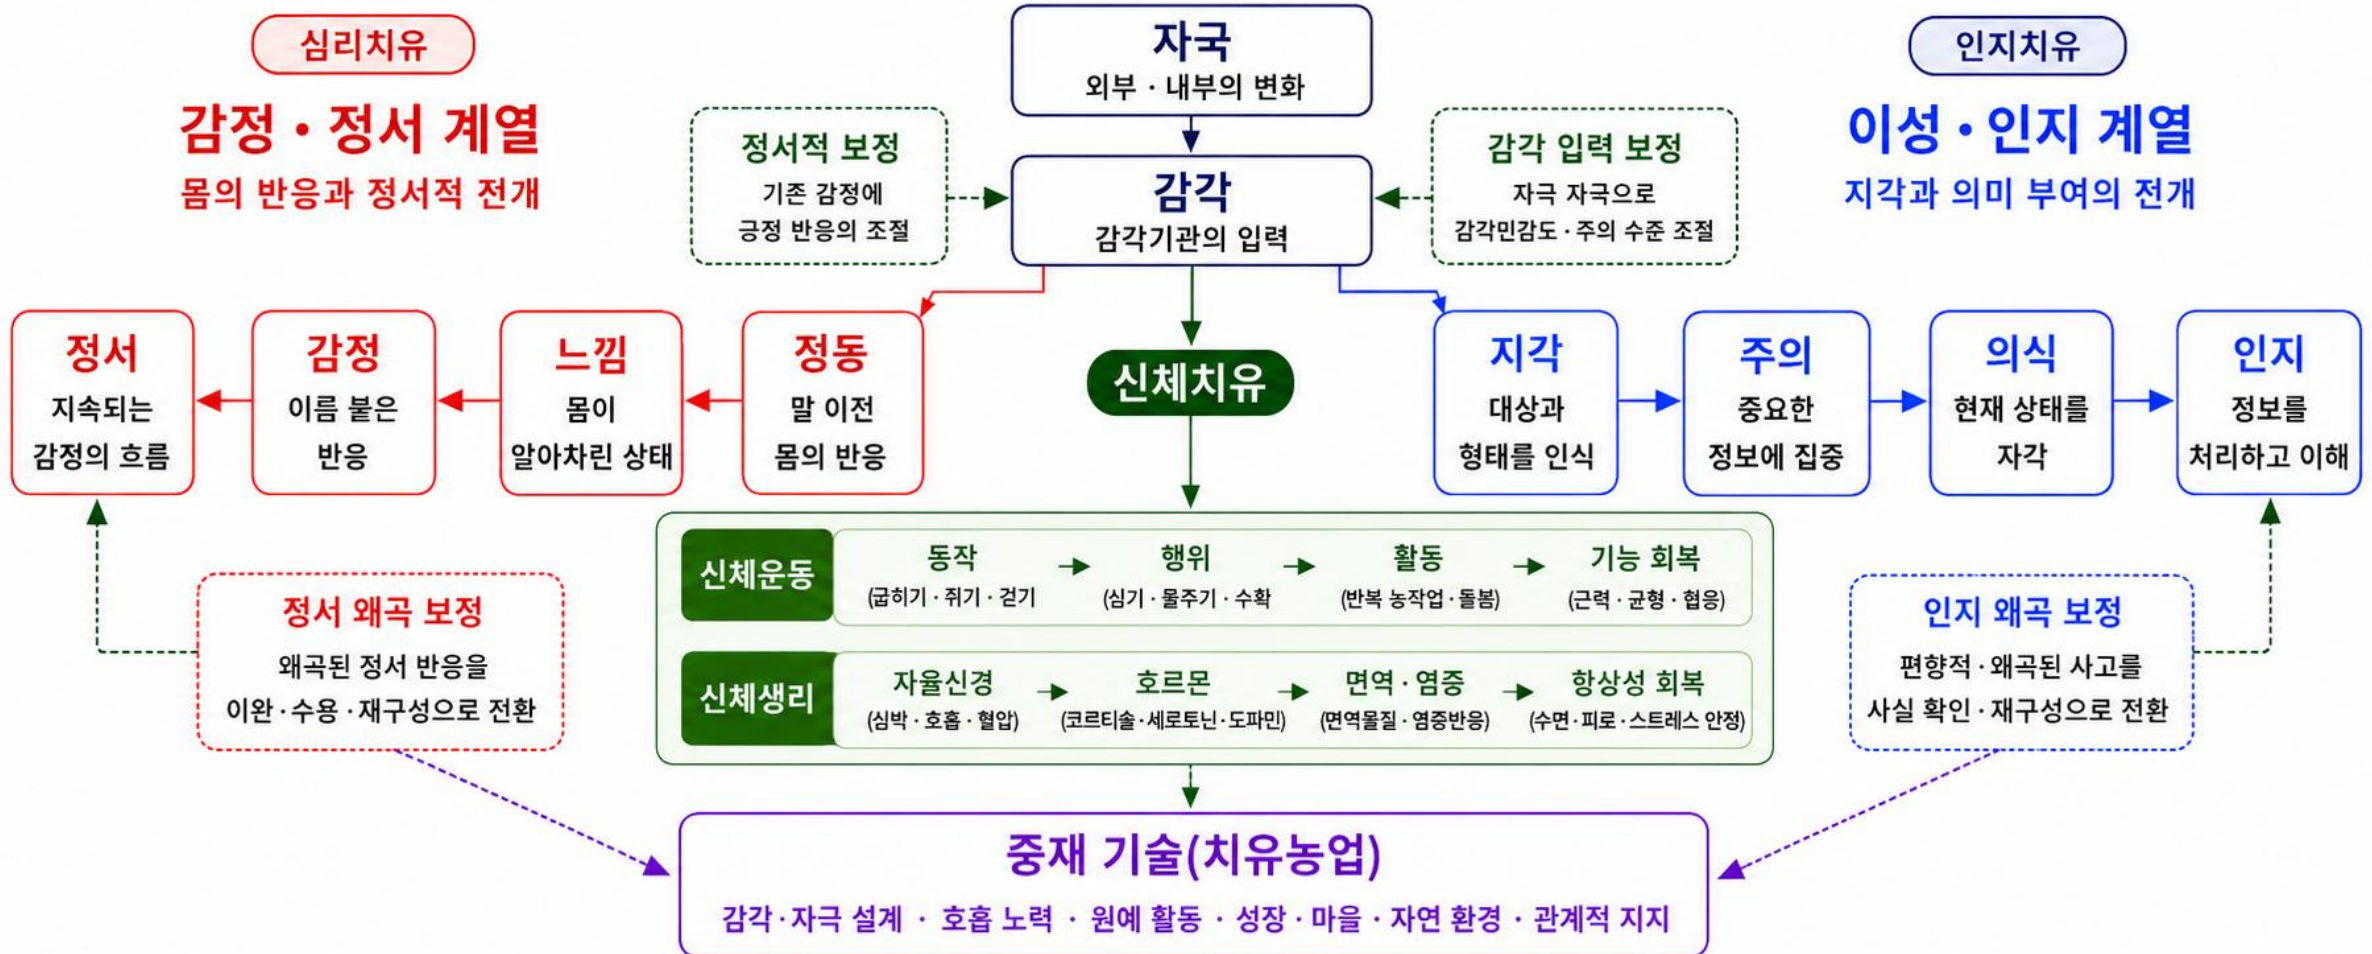 심리치유
감정 · 정서 계열
몸의 반응과 정서적 전개
자국
외부 · 내부의 변화
인지치유
이성 · 인지 계열
지각과 의미 부여의 전개
정서적 보정
기존 감정에
긍정 반응의 조절
감각
감각기관의 입력
감각 입력 보정
자극 자극으로
감각민감도 · 주의 수준 조절
정서
지속되는
감정의 흐름
감정
이름 붙은
반응
느낌
몸이
알아차린 상태
정동
말 이전
몸의 반응
신체치유
지각
대상과
형태를 인식
주의
중요한
정보에 집중
의식
현재 상태를
자각
인지
정보를
처리하고 이해
정서 왜곡 보정
왜곡된 정서 반응을
이완 · 수용 · 재구성으로 전환
신체운동
동작
(굽히기 · 쥐기 · 걷기
행위
(심기 · 물주기 · 수확
활동
(반복 농작업 · 돌봄)
기능 회복
(근력 · 균형 · 협응)
신체생리
자율신경
(심박 · 호흡 · 혈압)
호르몬
(코르티솔 · 세로토닌 · 도파민)
면역 · 염증
(면역물질 · 염증반응)
항상성 회복
(수면 · 피로 · 스트레스 안정)
인지 왜곡 보정
편향적 · 왜곡된 사고를
사실 확인 · 재구성으로 전환
중재 기술(치유농업)
감각 · 자극 설계 · 호흡 노력 · 원예 활동 · 성장 · 마을 · 자연 환경 · 관계적 지지